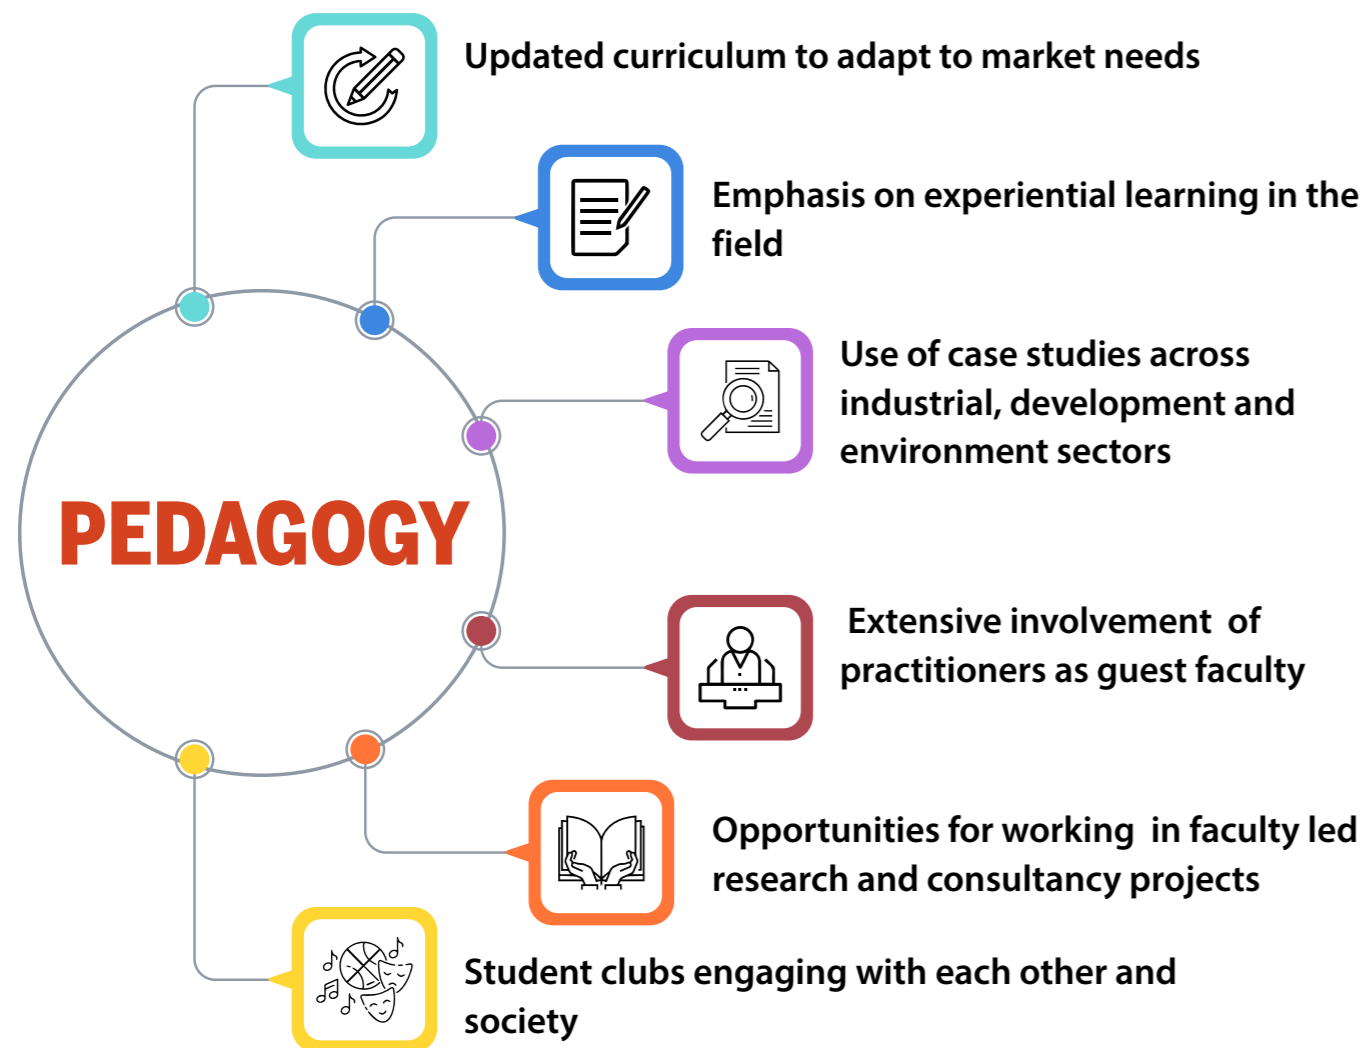 Updated curriculum to adapt to market needs
Emphasis on experiential learning in the
field
Use of case studies across
industrial, development and
environment sectors
PEDAGOGY
Extensive involvement of
practitioners as guest faculty
Opportunities for working in faculty led
research and consultancy projects
Student clubs engaging with each other and
society